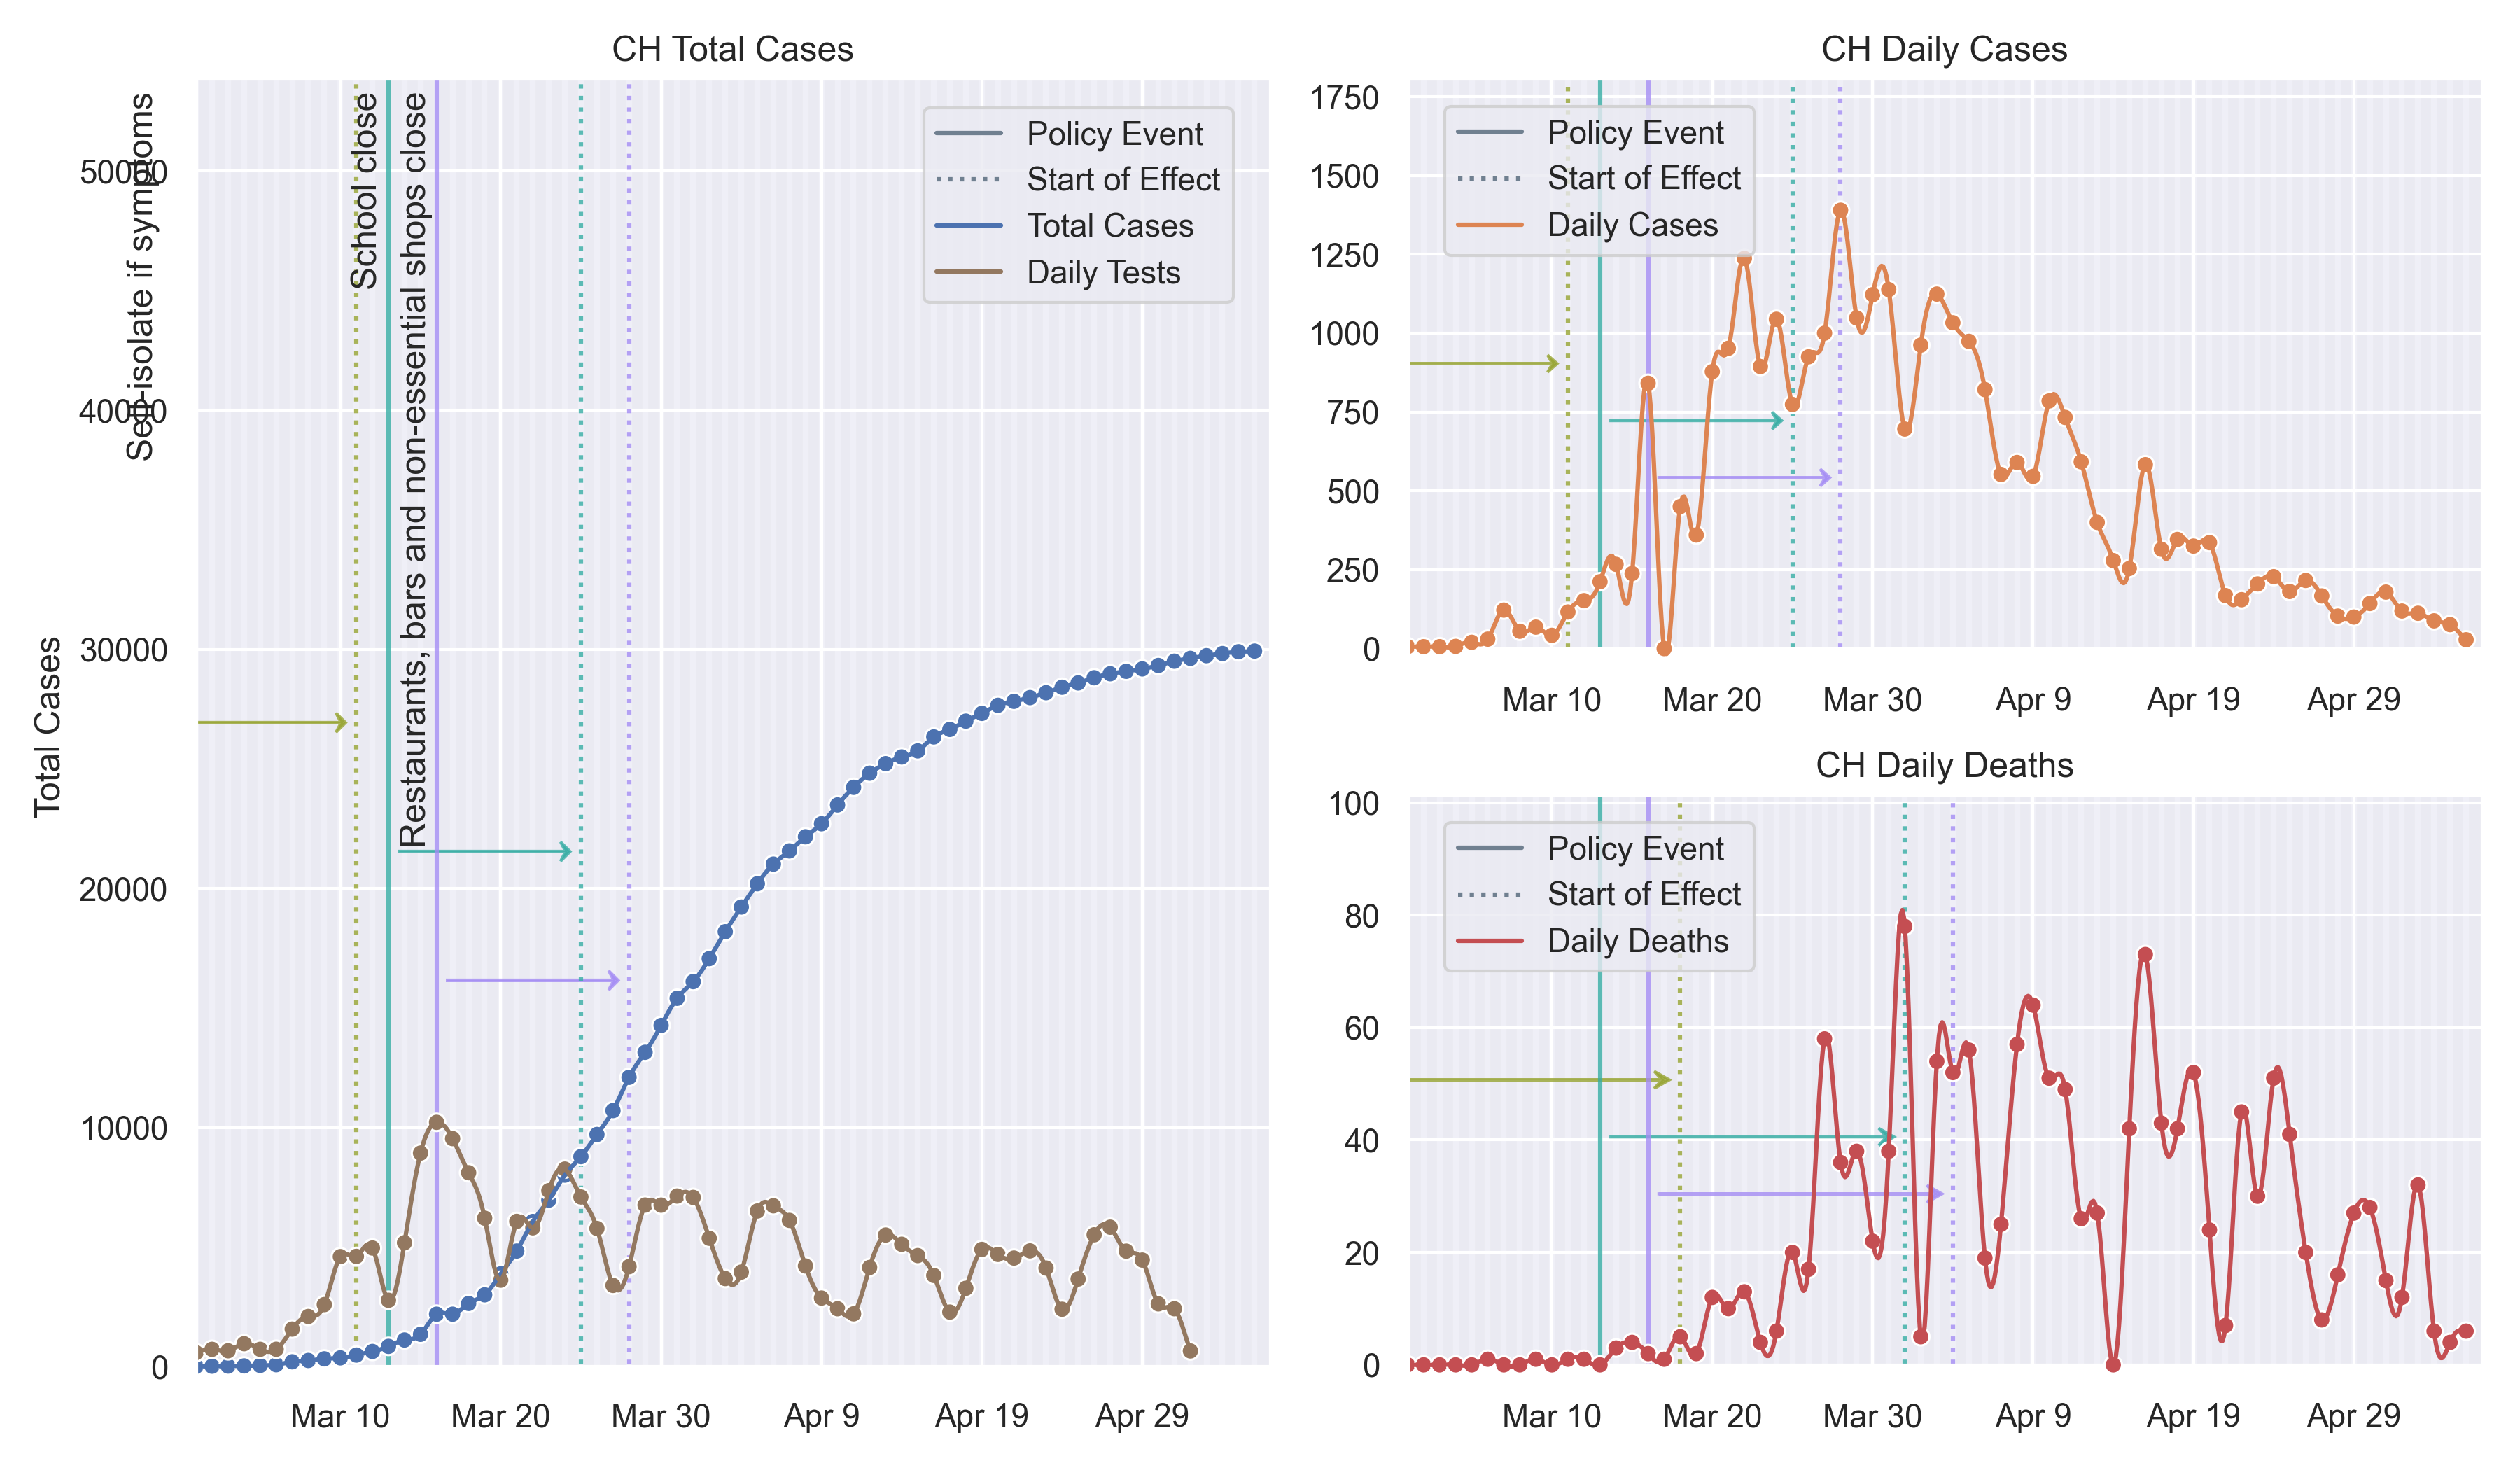 CH Total Cases
Self-isolate if symptoms
School close
Restaurants, bars and non-essential shops close
Policy Event
Start of Effect
Total Cases
Daily Tests
Total Cases
50000
40000
30000
20000
10000
0
Mar 10
Mar 20
Mar 30
Apr 9
Apr 19
Apr 29
CH Daily Cases
Policy Event
Start of Effect
Daily Cases
1750
1500
1250
1000
750
500
250
0
Mar 10
Mar 20
Mar 30
Apr 9
Apr 19
Apr 29
CH Daily Deaths
Policy Event
Start of Effect
Daily Deaths
100
80
60
40
20
0
Mar 10
Mar 20
Mar 30
Apr 9
Apr 19
Apr 29